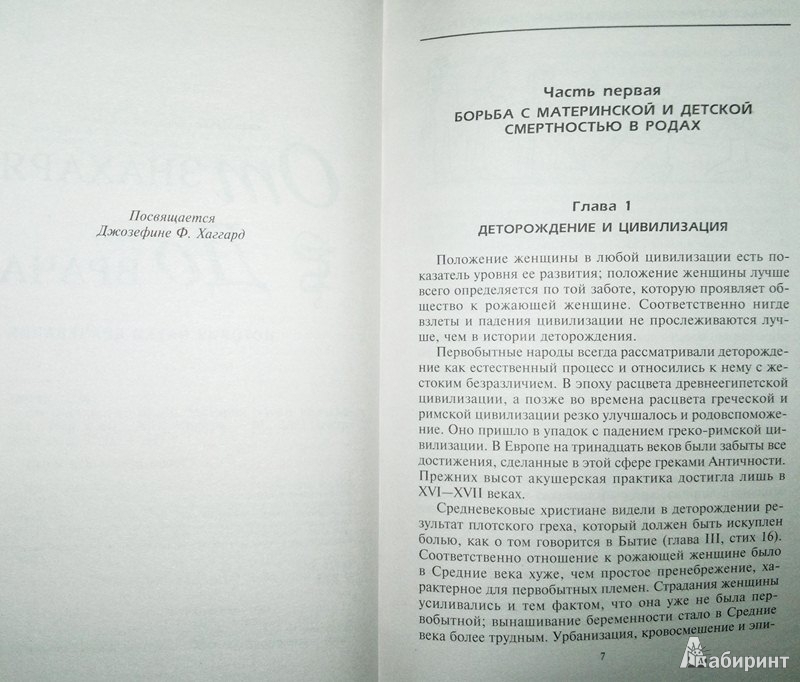 Посвящается
Джозефине Ф. Хаггард
Часть первая
БОРЬБА С МАТЕРИНСКОЙ И ДЕТСКОЙ
СМЕРТНОСТЬЮ В РОДАХ
Глава 1
ДЕТОРОЖДЕНИЕ И ЦИВИЛИЗАЦИЯ
Положение женщины в любой цивилизации есть по-
казатель уровня ее развития; положение женщины лучше
всего определяется по той заботе, которую проявляет об-
щество к рожающей женщине. Соответственно нигде
взлеты и падения цивилизации не прослеживаются луч-
ше, чем в истории деторождения.
Первобытные народы всегда рассматривали деторожде-
ние как естественный процесс и относились к нему с же-
стоким безразличием. В эпоху расцвета древнеегипетской
цивилизации, а позже во времена расцвета греческой и
римской цивилизации резко улучшалось и родовспоможе-
ние. Оно пришло в упадок с падением греко-римской ци-
вилизации. В Европе на тринадцать веков были забыты все
достижения, сделанные в этой сфере греками Античности.
Прежних высот акушерская практика достигла лишь в
XVI—XVII веках.
Средневековые христиане видели в деторождении ре-
зультат плотского греха, который должен быть искуплен
болью, как о том говорится в Бытие (глава III, стих 16).
Соответственно отношение к рожающей женщине было
в Средние века хуже, чем простое пренебрежение, ха-
рактерное для первобытных племен. Страдания женщины
усиливались и тем фактом, что она уже не была пер-
вобытной; вынашивание беременности стало в Средние
века более трудным. Урбанизация, кровосмешение и эпи-
7
Лабиринт